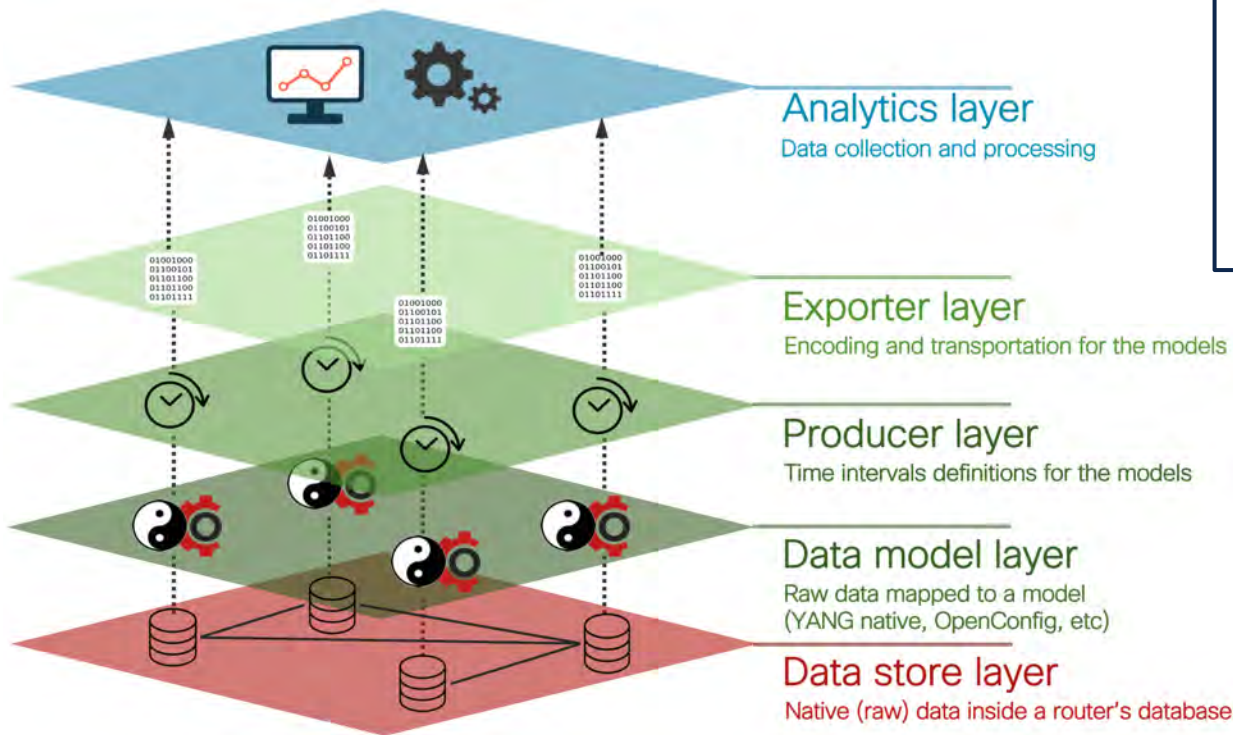 Analytics layer
Data collection and processing
01001000
01100101
01101100
01101100
01101111
01001000
01100101
01101100
01101100
01101111
01001000
01100101
01101100
01101100
01101111
01001000
01100101
01101100
01101100
01101111
Exporter layer
Encoding and transportation for the models
Producer layer
Time intervals definitions for the models
Data model layer
Raw data mapped to a model
(YANG native, OpenConfig, etc)
Data store layer
Native (raw) data inside a router's database